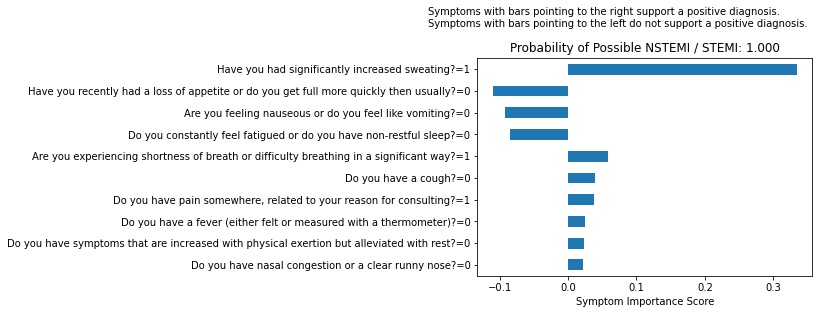 Symptoms with bars pointing to the right support a positive diagnosis.
Symptoms with bars pointing to the left do not support a positive diagnosis.
Probability of Possible NSTEMI / STEMI: 1.000
Have you had significantly increased sweating?=1
Have you recently had a loss of appetite or do you get full more quickly then usually?=0
Are you feeling nauseous or do you feel like vomiting?=0
Do you constantly feel fatigued or do you have non-restful sleep?=0
Are you experiencing shortness of breath or difficulty breathing in a significant way?=1
Do you have a cough?=0
Do you have pain somewhere, related to your reason for consulting?=1
Do you have a fever (either felt or measured with a thermometer)?=0
Do you have symptoms that are increased with physical exertion but alleviated with rest?=0
Do you have nasal congestion or a clear runny nose?=0
−0.1 0.0 0.1 0.2 0.3
Symptom Importance Score